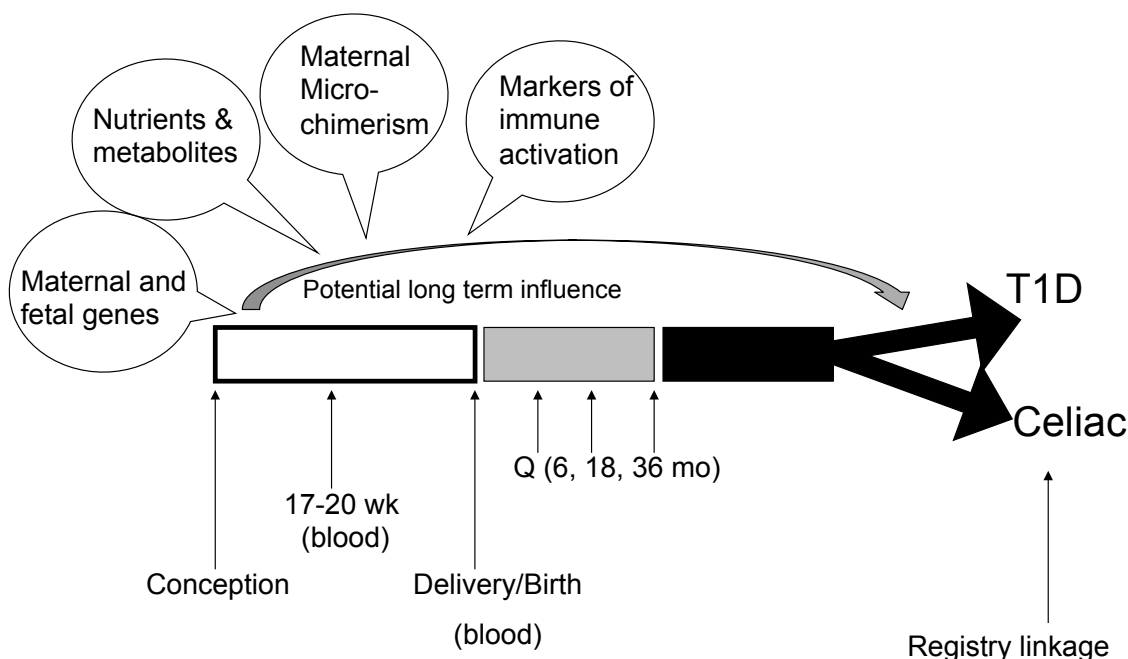 Maternal
Micro-
chimerism
Markers of
immune
activation
Nutrients &
metabolites
Maternal and
fetal genes
Potential long term influence
T1D
Celiac
Q (6, 18, 36 mo)
17-20 wk
(blood)
Conception
Delivery/Birth
(blood)
Registry linkage